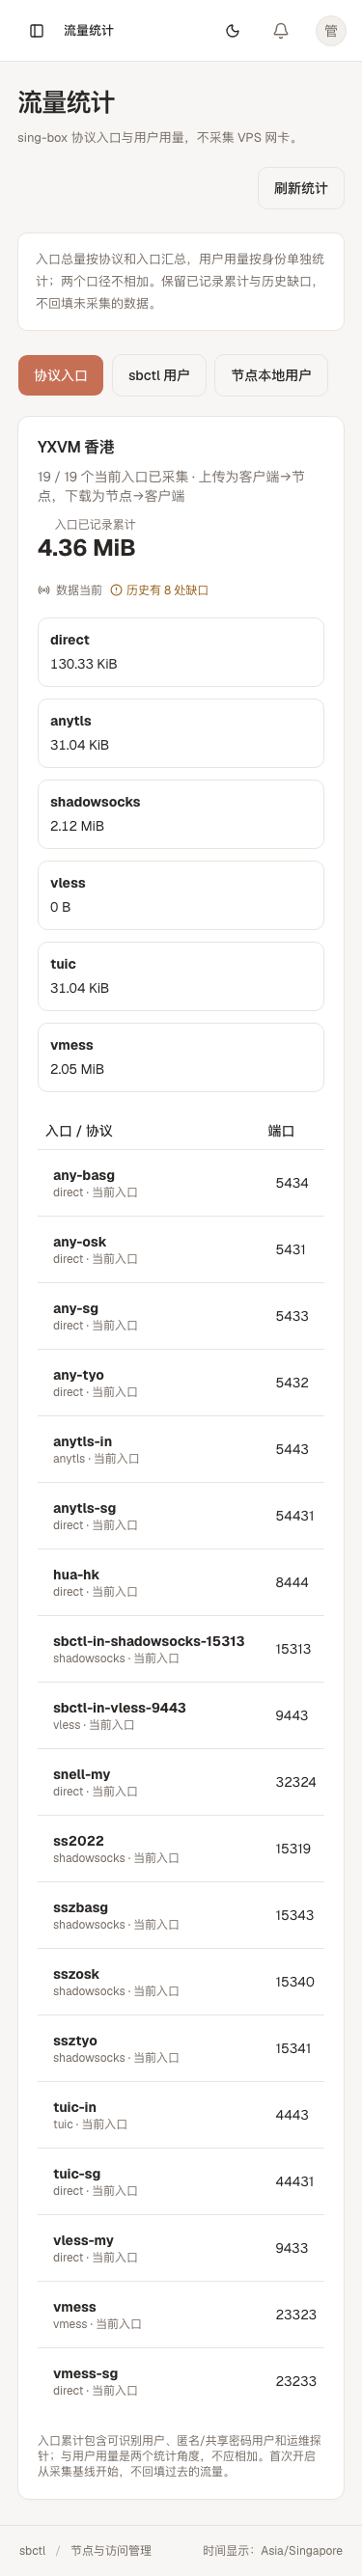 流量统计
管
流量统计
sing-box 协议入口与用户用量，不采集 VPS 网卡。
刷新统计
入口总量按协议和入口汇总，用户用量按身份单独统
计；两个口径不相加。保留已记录累计与历史缺口，
不回填未采集的数据。
协议入口
sbctl 用户
节点本地用户
YXVM 香港
19 / 19 个当前入口已采集 · 上传为客户端→节
点，下载为节点→客户端
入口已记录累计
4.36 MiB
数据当前 历史有 8 处缺口
direct
130.33 KiB
anytls
31.04 KiB
shadowsocks
2.12 MiB
vless
0 B
tuic
31.04 KiB
vmess
2.05 MiB
入口 / 协议 端口
any-basg
direct · 当前入口
5434
any-osk
direct · 当前入口
5431
any-sg
direct · 当前入口
5433
any-tyo
direct · 当前入口
5432
anytls-in
anytls · 当前入口
5443
anytls-sg
direct · 当前入口
54431
hua-hk
direct · 当前入口
8444
sbctl-in-shadowsocks-15313
shadowsocks · 当前入口
15313
sbctl-in-vless-9443
vless · 当前入口
9443
snell-my
direct · 当前入口
32324
ss2022
shadowsocks · 当前入口
15319
sszbasg
shadowsocks · 当前入口
15343
sszosk
shadowsocks · 当前入口
15340
ssztyo
shadowsocks · 当前入口
15341
tuic-in
tuic · 当前入口
4443
tuic-sg
direct · 当前入口
44431
vless-my
direct · 当前入口
9433
vmess
vmess · 当前入口
23323
vmess-sg
direct · 当前入口
23233
入口累计包含可识别用户、匿名/共享密码用户和运维探
针；与用户用量是两个统计角度，不应相加。首次开启
从采集基线开始，不回填过去的流量。
sbctl / 节点与访问管理 时间显示：Asia/Singapore